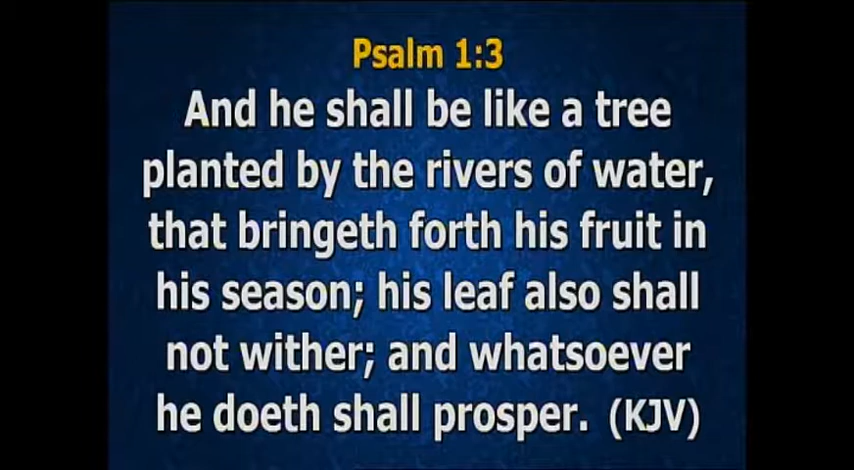 Psalm 1:3
And he shall be like a tree
planted by the rivers of water,
that bringeth forth his fruit in
his season; his leaf also shall
not wither; and whatsoever
he doeth shall prosper. (KJV)